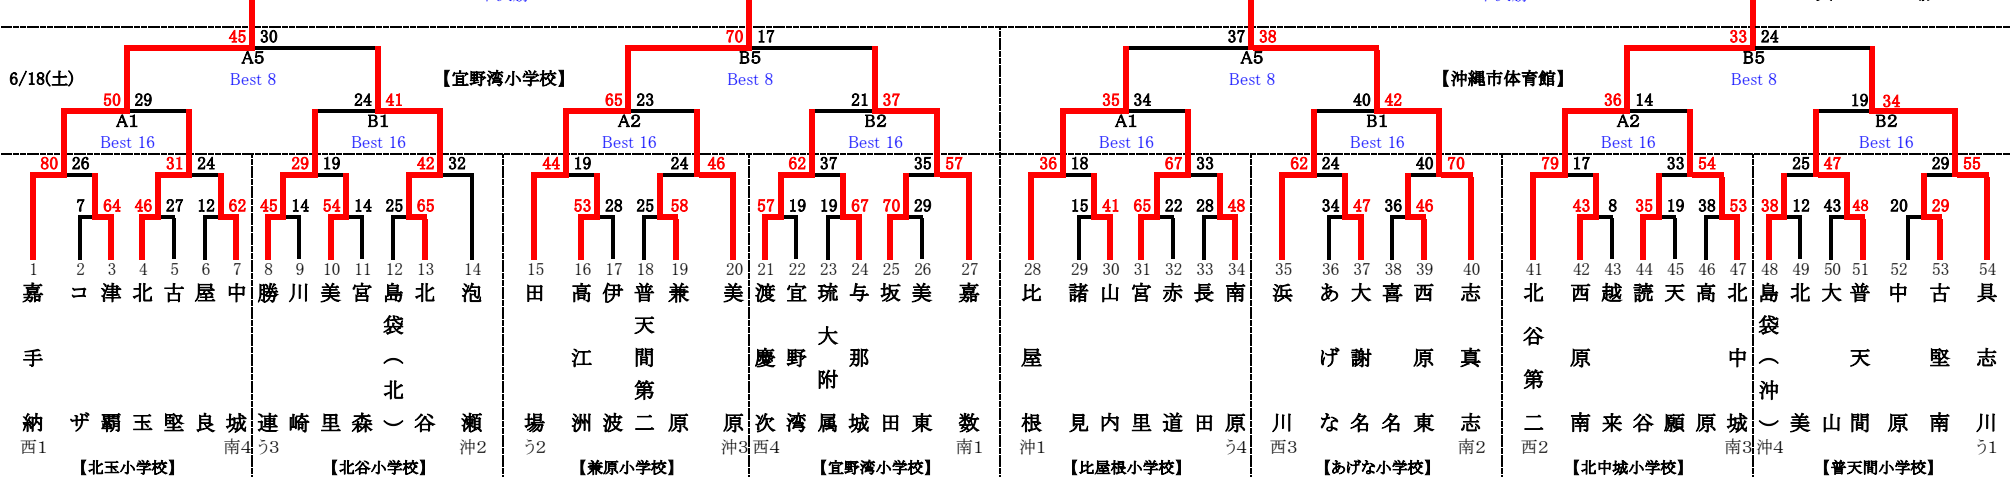 45 30 70 17 37 38 33 24
A5 B5 A5 B5
6/18(土) Best 8 【宜野湾小学校】 Best 8 Best 8 【沖縄市体育館】 Best 8
50 29 24 41 65 23 21 37 35 34 40 42 36 14 19 34
A1 B1 A2 B2 A1 B1 A2 B2
Best 16 Best 16 Best 16 Best 16 Best 16 Best 16
80 26 31 24 29 19 42 32 44 19 24 46 62 37 35 57 36 18 67 33 62 24 40 70 79 17 33 54 25 47 29 55
7 64 46 27 12 62 45 14 54 14 25 65 53 28 25 58 57 19 19 67 70 29 15 41 65 22 28 48 34 47 36 46 43 8 35 19 38 53 38 12 43 48 20 29
1 2 3 4 5 6 7 8 9 10 11 12 13 14 15 16 17 18 19 20 21 22 23 24 25 26 27 28 29 30 31 32 33 34 35 36 37 38 39 40 41 42 43 44 45 46 47 48 49 50 51 52 53 54
嘉手納
コザ
津覇
北玉
古堅
屋良
中城
勝連
川崎
美里
宮森
島袋(北)
北谷
泡瀬
田場
高江洲
伊波
普天間第二
兼原
美原
渡慶次
宜野湾
琉大附属
与那城
坂田
美東
嘉数
比屋根
諸見
山内
宮里
赤道
長田
南原
浜川
あげな
大謝名
喜名
西原東
志真志
北谷第二
西原南
越来
読谷
天願
高原
北中城
島袋(沖)
北美
大山
普天間
中原
古堅南
具志川
西1 南4 う3 沖2 う2 沖3 西4 南1 沖1 う4 西3 南2 西2 南3 沖4 う1
【北玉小学校】 【北谷小学校】 【兼原小学校】 【宜野湾小学校】 【比屋根小学校】 【あげな小学校】 【北中城小学校】 【普天間小学校】